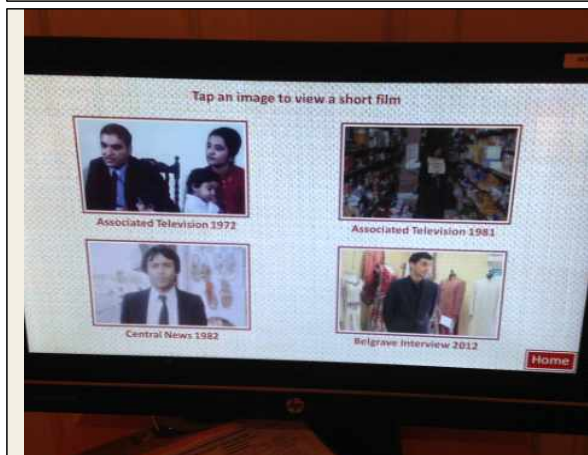 Tap an image to view a short film
Associated Television 1972
Associated Television 1981
Central News 1982
Belgrave Interview 2012
Home
hp